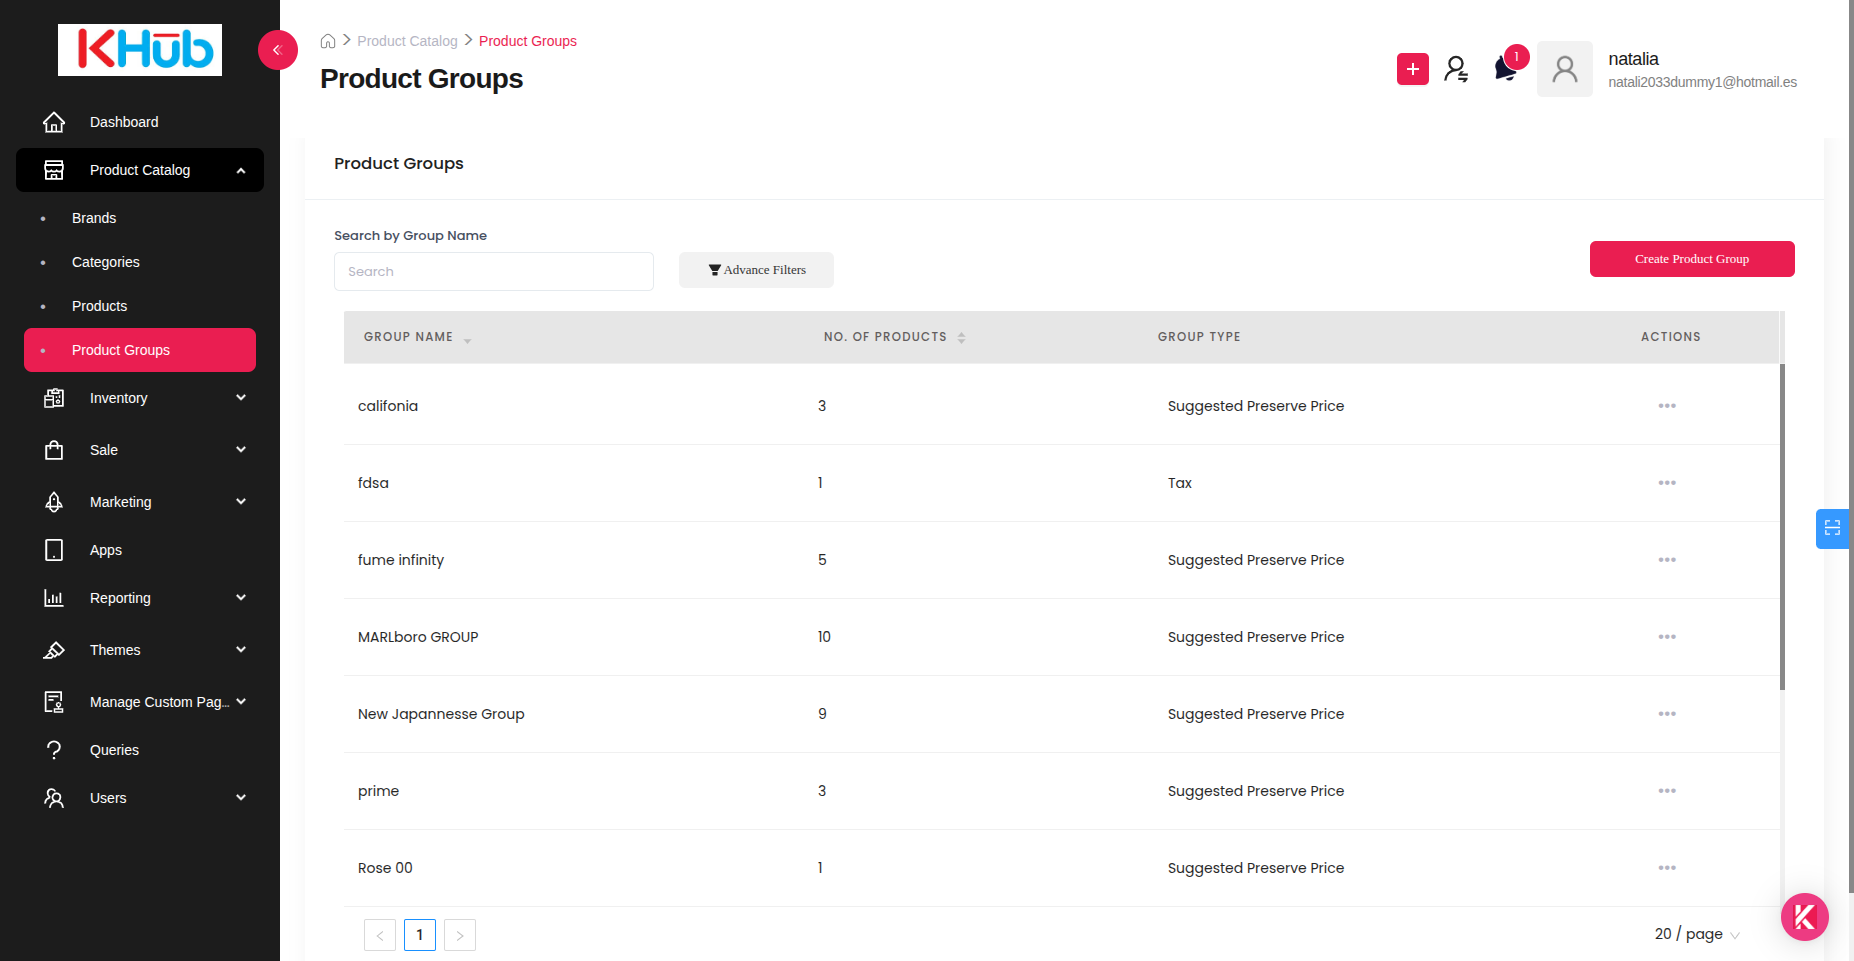 KHub
Dashboard
Product Catalog
Brands
Categories
Products
Product Groups
Inventory
Sale
Marketing
Apps
Reporting
Themes
Manage Custom Pag...
Queries
Users
Product Catalog
Product Groups
Product Groups
1
natalia
natali2033dummy1@hotmail.es
Product Groups
Search by Group Name
Search
Advance Filters
Create Product Group
GROUP NAME NO. OF PRODUCTS GROUP TYPE ACTIONS
califonia 3 Suggested Preserve Price
fdsa 1 Tax
fume infinity 5 Suggested Preserve Price
MARLboro GROUP 10 Suggested Preserve Price
New Japannesse Group 9 Suggested Preserve Price
prime 3 Suggested Preserve Price
Rose 00 1 Suggested Preserve Price
1
20 / page
K